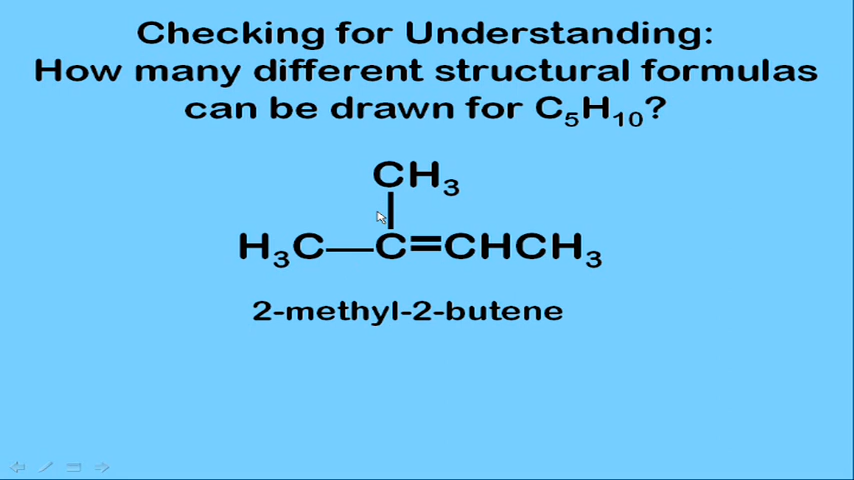 Checking for Understanding:
How many different structural formulas
can be drawn for C₅H₁₀?
CH₃
H₃C—C=CHCH₃
2-methyl-2-butene